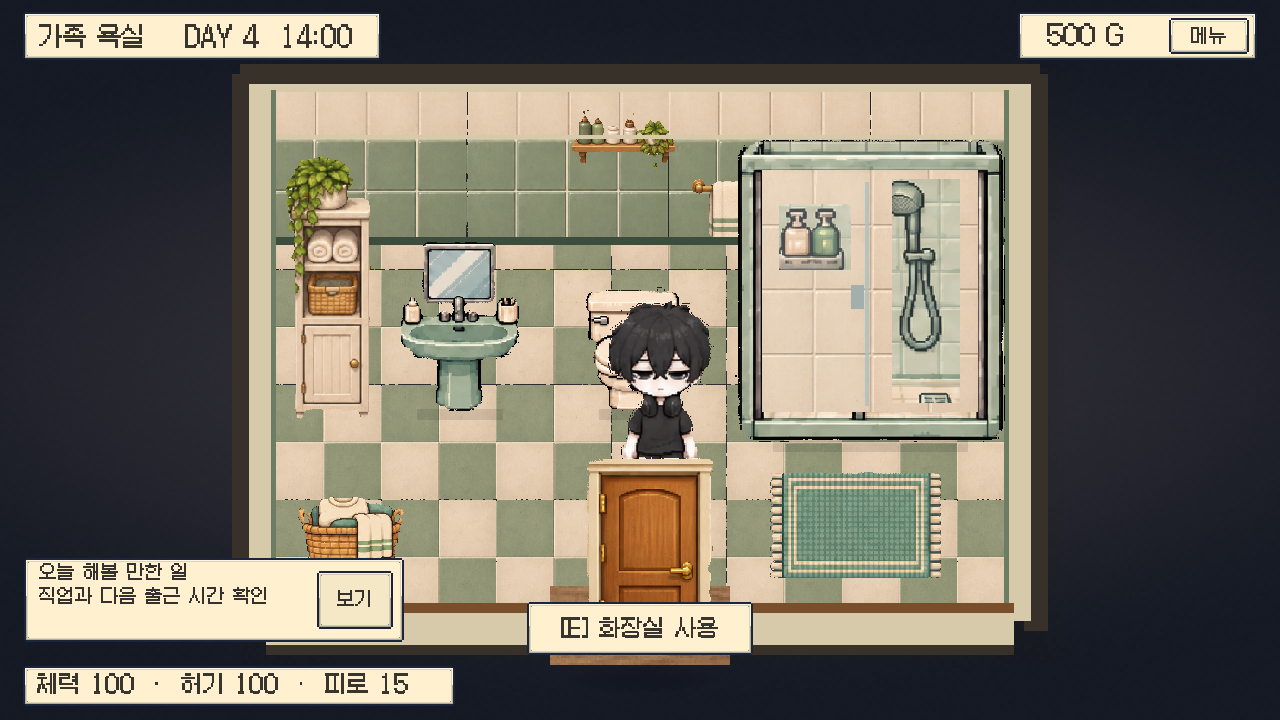 가족 욕실 DAY 4 14:00
500 G
메뉴
오늘 해볼 만한 일
직업과 다음 출근 시간 확인
보기
[E] 화장실 사용
체력 100 · 허기 100 · 피로 15